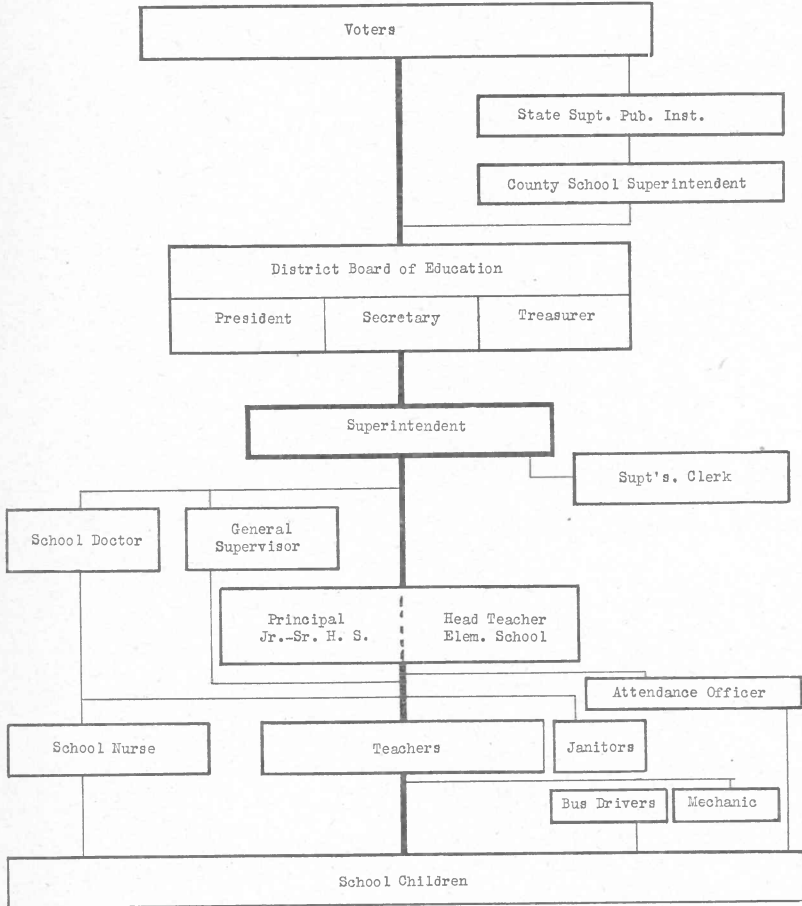 Voters
State Supt. Pub. Inst.
County School Superintendent
District Board of Education
President
Secretary
Treasurer
Superintendent
Supt's. Clerk
School Doctor
General
Supervisor
Principal
Jr.-Sr. H. S.
Head Teacher
Elem. School
Attendance Officer
School Nurse
Teachers
Janitors
Bus Drivers
Mechanic
School Children